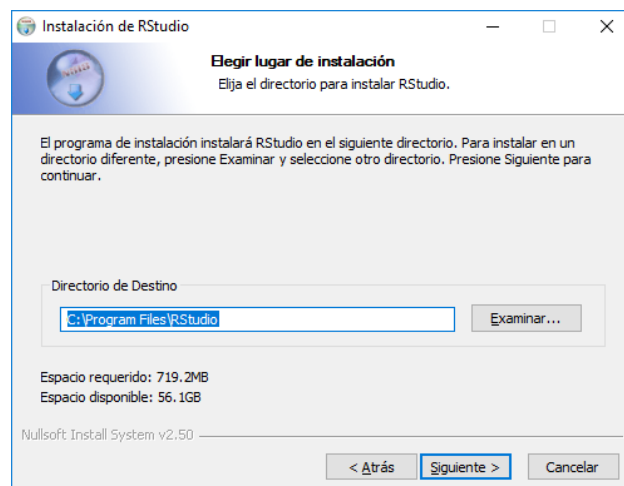 Instalación de RStudio
Elegir lugar de instalación
Elija el directorio para instalar RStudio.
El programa de instalación instalará RStudio en el siguiente directorio. Para instalar en un
directorio diferente, presione Examinar y seleccione otro directorio. Presione Siguiente para
continuar.
Directorio de Destino
C:\Program Files\RStudio
Examinar...
Espacio requerido: 719.2MB
Espacio disponible: 56.1GB
Nullsoft Install System v2.50
< Atrás Siguiente > Cancelar